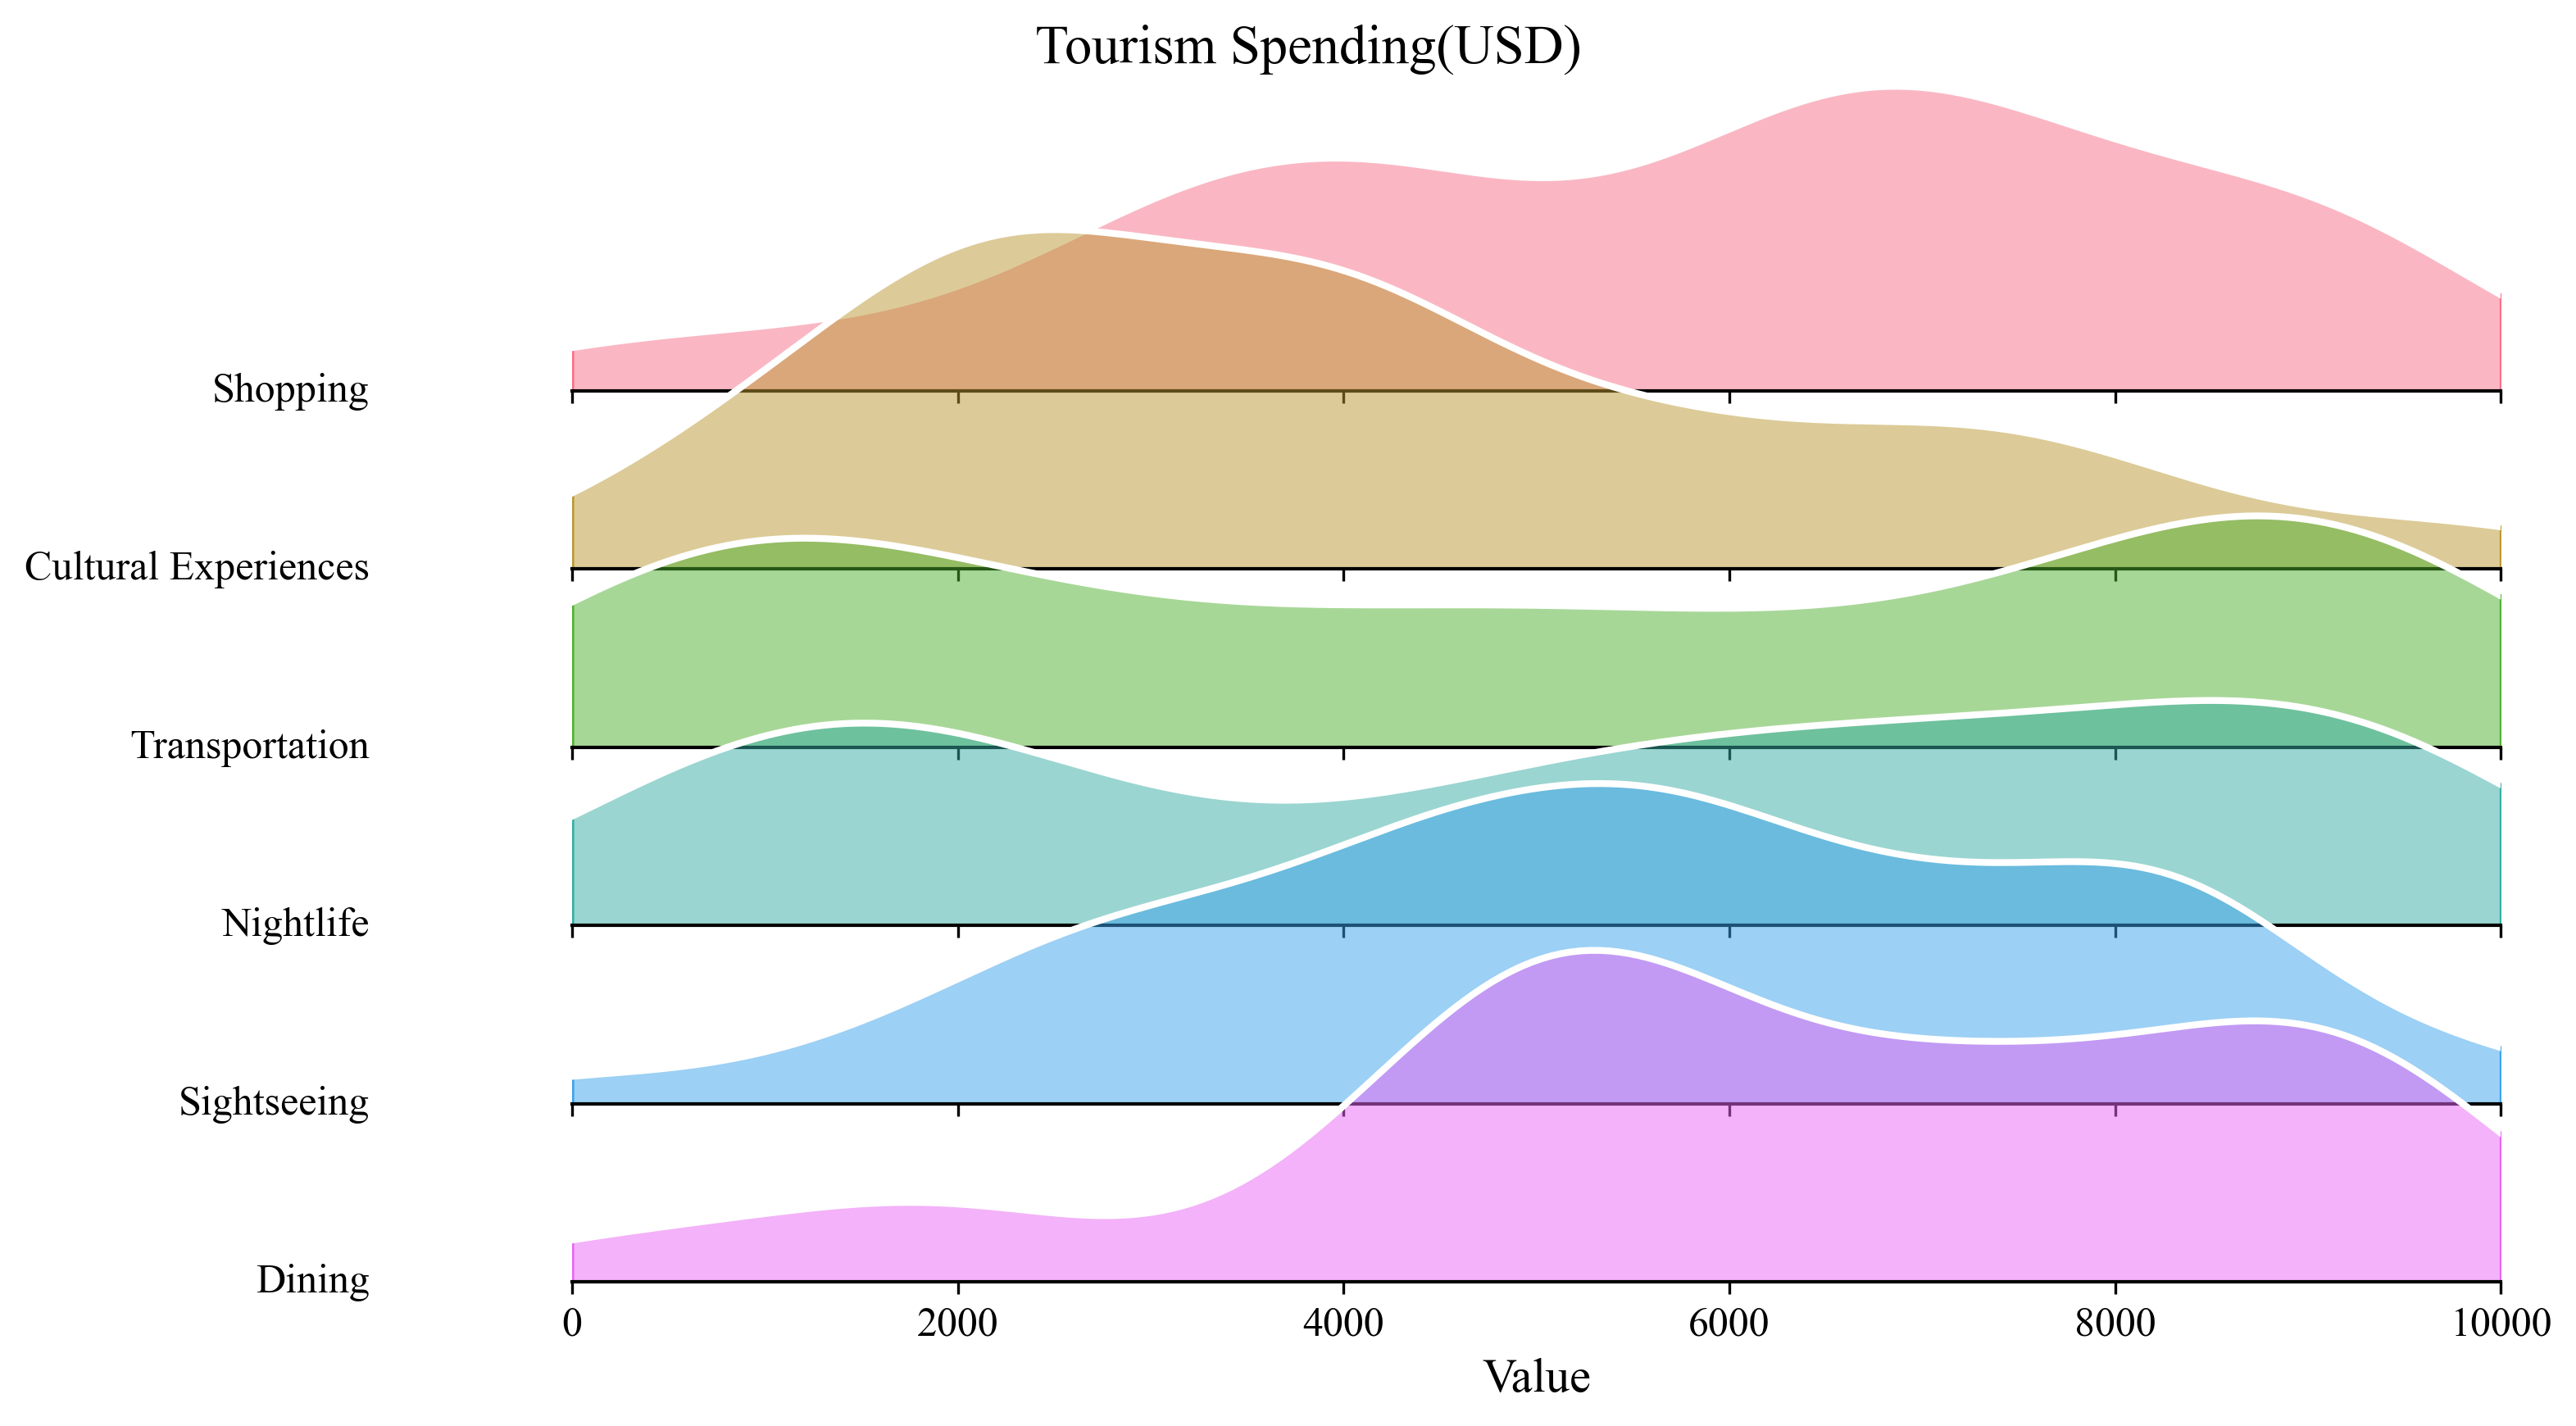 Tourism Spending(USD)
Shopping
Cultural Experiences
Transportation
Nightlife
Sightseeing
Dining
0 2000 4000 6000 8000 10000
Value